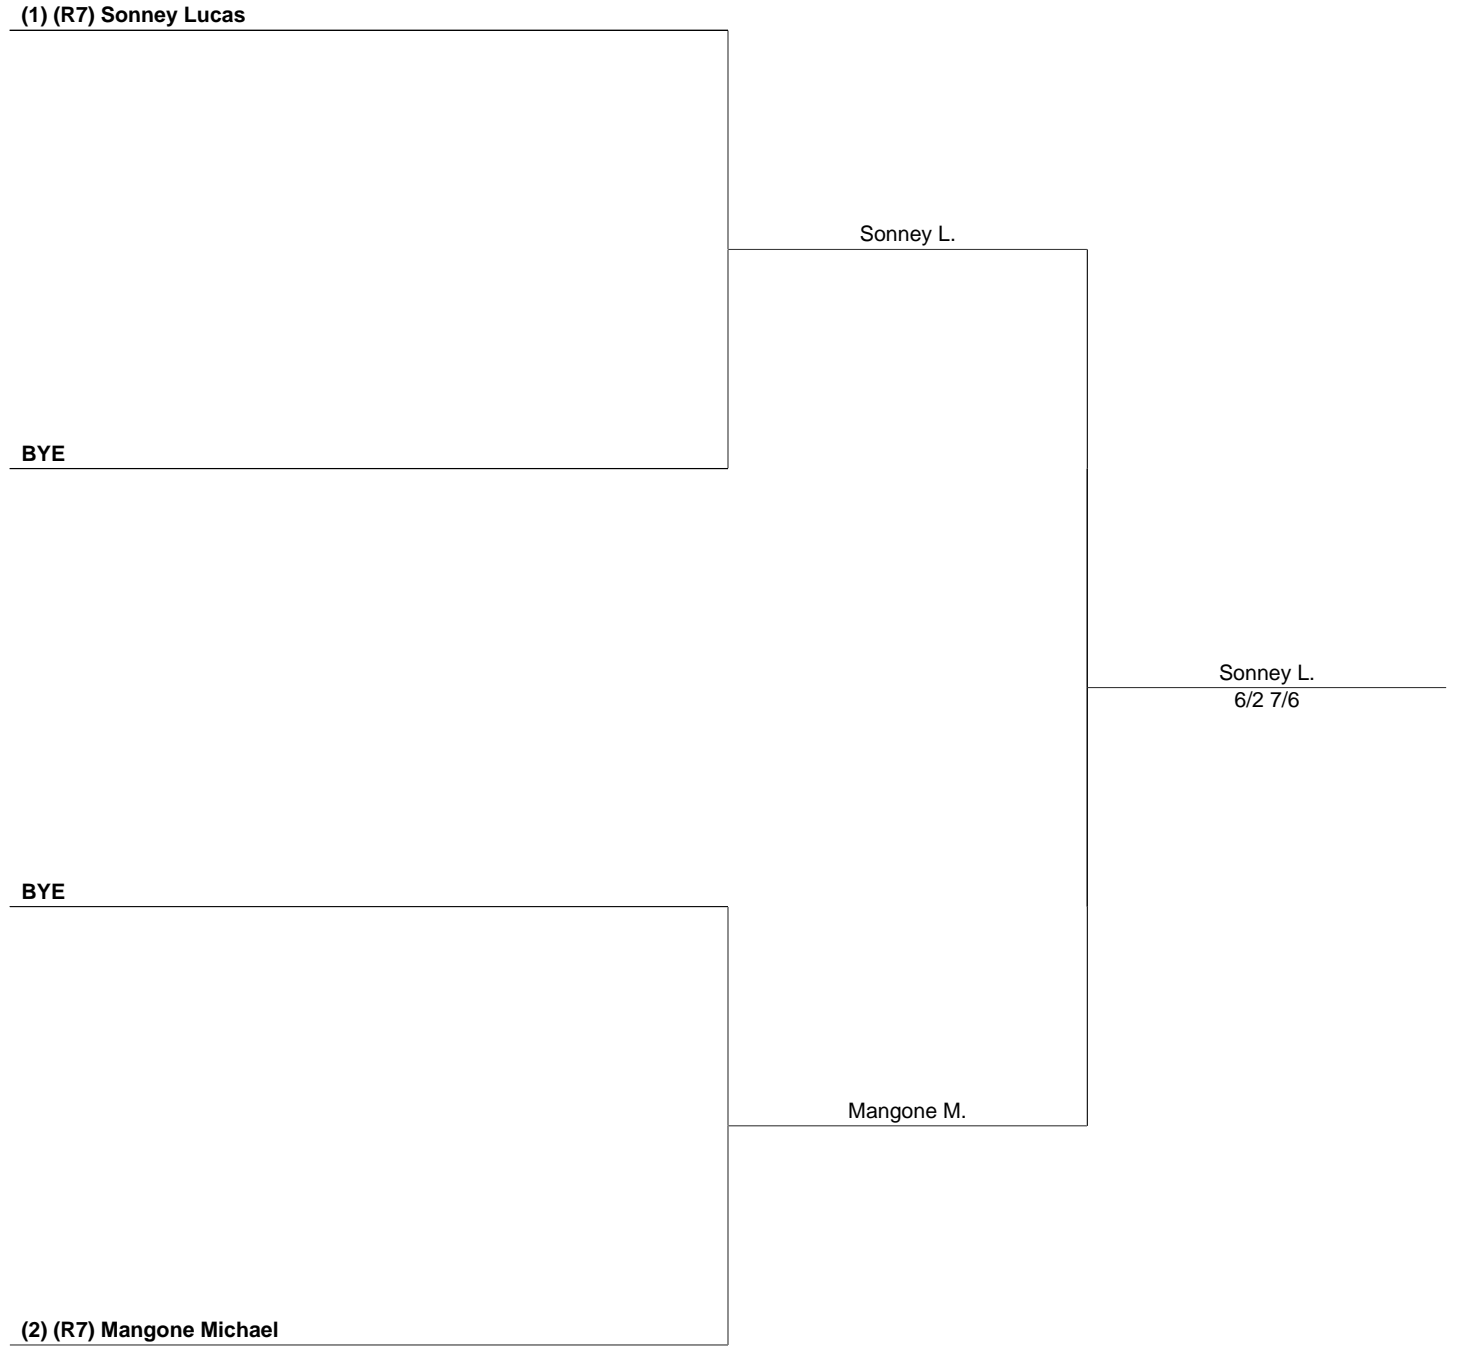 (1) (R7) Sonney Lucas
Sonney L.
BYE
Sonney L.
6/2 7/6
BYE
Mangone M.
(2) (R7) Mangone Michael